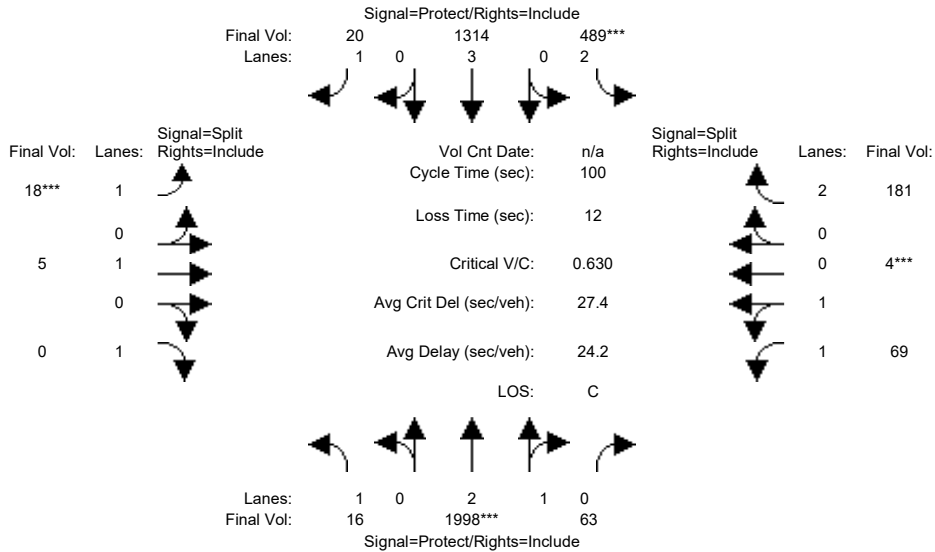 Signal=Protect/Rights=Include
Final Vol: 20 1314 489***
Lanes: 1 0 3 0 2
Signal=Split Signal=Split
Final Vol: Lanes: Rights=Include Vol Cnt Date: n/a Rights=Include Lanes: Final Vol:
Cycle Time (sec): 100
18*** 1 2 181
Loss Time (sec): 12
0 0
5 1 Critical V/C: 0.630 0 4***
0 Avg Crit Del (sec/veh): 27.4 1
0 1 Avg Delay (sec/veh): 24.2 1 69
LOS: C
Lanes: 1 0 2 1 0
Final Vol: 16 1998*** 63
Signal=Protect/Rights=Include